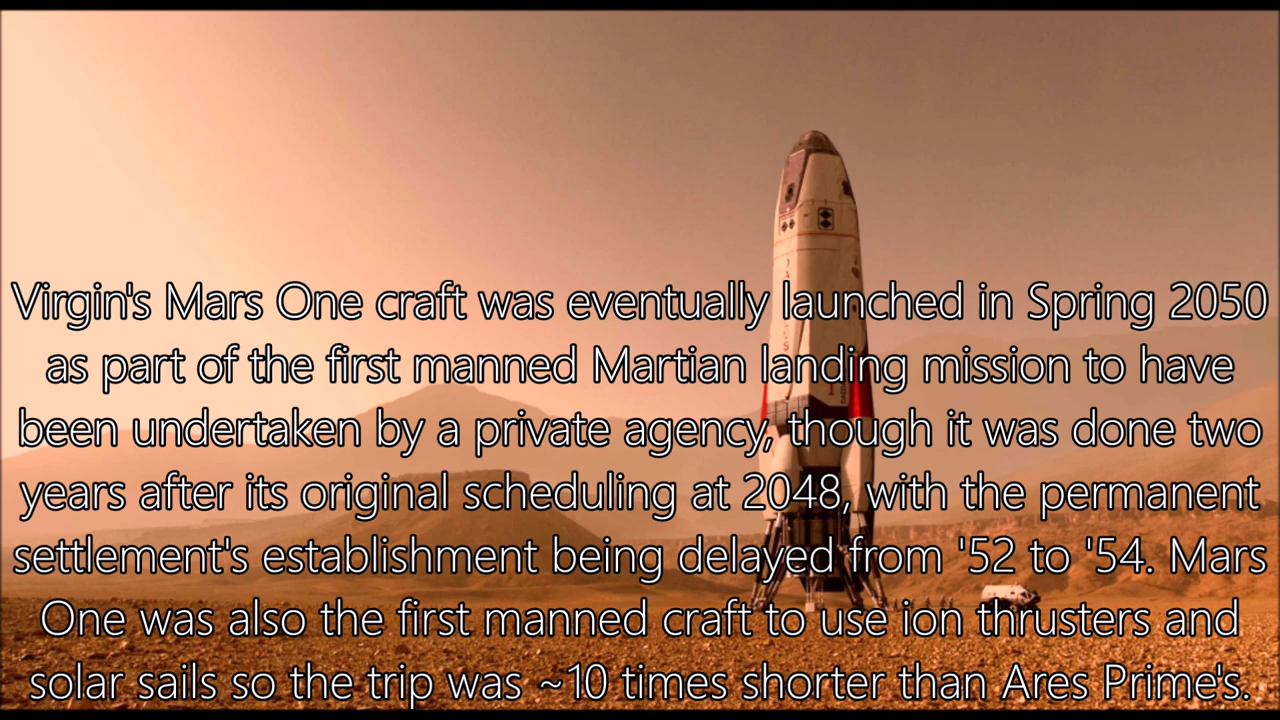 Virgin's Mars One craft was eventually launched in Spring 2050
as part of the first manned Martian landing mission to have
been undertaken by a private agency, though it was done two
years after its original scheduling at 2048, with the permanent
settlement's establishment being delayed from '52 to '54. Mars
One was also the first manned craft to use ion thrusters and
solar sails so the trip was ~10 times shorter than Ares Prime's.